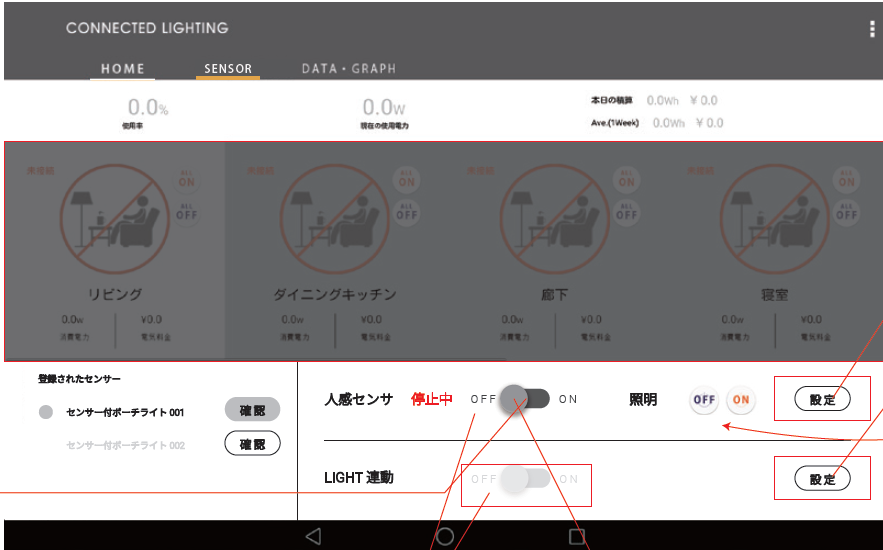 CONNECTED LIGHTING
HOME SENSOR DATA・GRAPH
0.0% 0.0W 本日の積算 0.0Wh ¥ 0.0
使用率 現在の使用電力 Ave.(1Week) 0.0Wh ¥ 0.0
未接続 ALL ON 未接続 ALL ON 未接続 ALL ON 未接続 ALL ON
ALL OFF ALL OFF ALL OFF ALL OFF
リビング ダイニングキッチン 廊下 寝室
0.0w ¥0.0 0.0w ¥0.0 0.0w ¥0.0 0.0w ¥0.0
消費電力 電気料金 消費電力 電気料金 消費電力 電気料金 消費電力 電気料金
登録されたセンサー
センサー付ポーチライト 001 確認
センサー付ポーチライト 002 確認
人感センサ 停止中 OFF ON 照明 OFF ON 設定
LIGHT 連動 OFF ON 設定